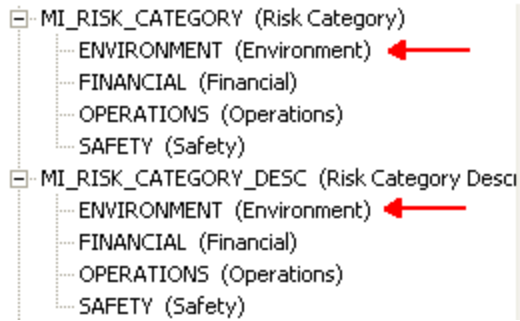 MI_RISK_CATEGORY (Risk Category)
ENVIRONMENT (Environment)
FINANCIAL (Financial)
OPERATIONS (Operations)
SAFETY (Safety)
MI_RISK_CATEGORY_DESC (Risk Category Descr
ENVIRONMENT (Environment)
FINANCIAL (Financial)
OPERATIONS (Operations)
SAFETY (Safety)